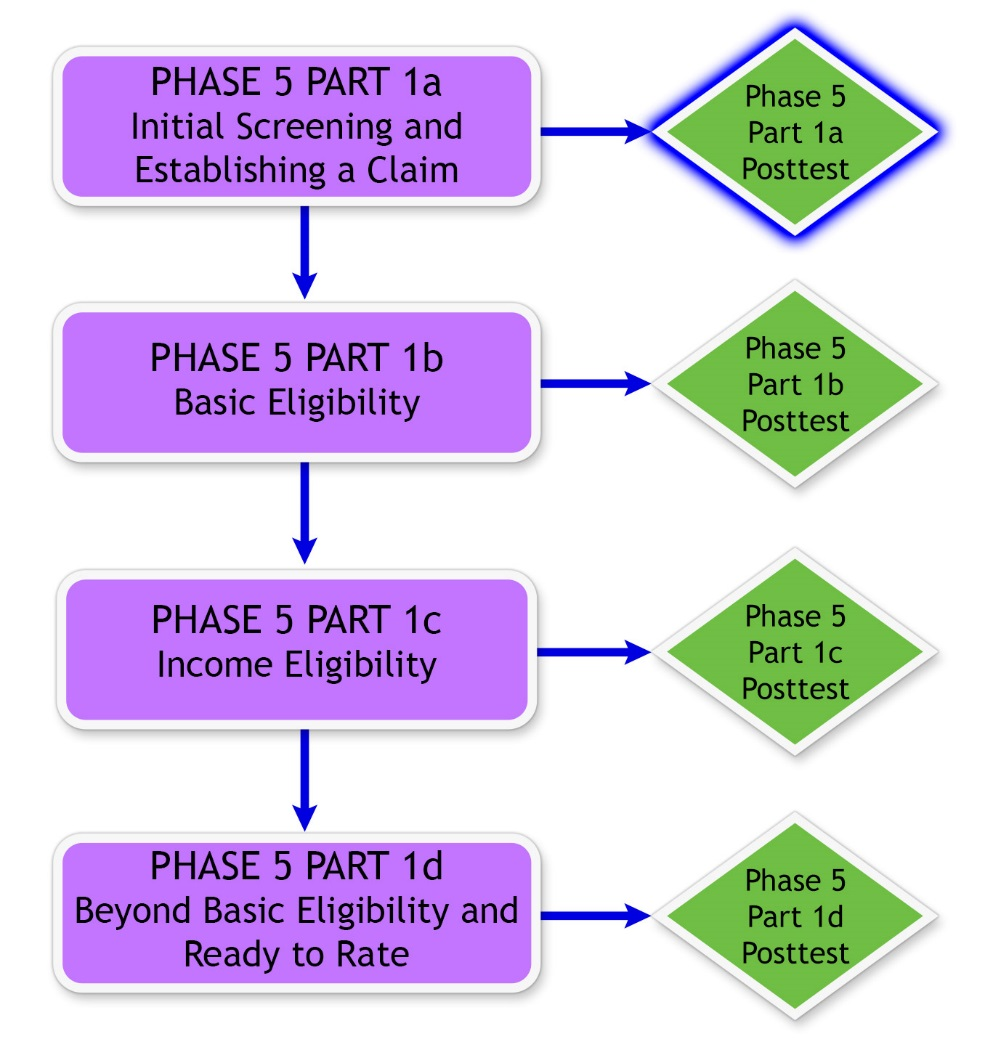 PHASE 5 PART 1a
Initial Screening and
Establishing a Claim
Phase 5
Part 1a
Posttest
PHASE 5 PART 1b
Basic Eligibility
Phase 5
Part 1b
Posttest
PHASE 5 PART 1c
Income Eligibility
Phase 5
Part 1c
Posttest
PHASE 5 PART 1d
Beyond Basic Eligibility and
Ready to Rate
Phase 5
Part 1d
Posttest